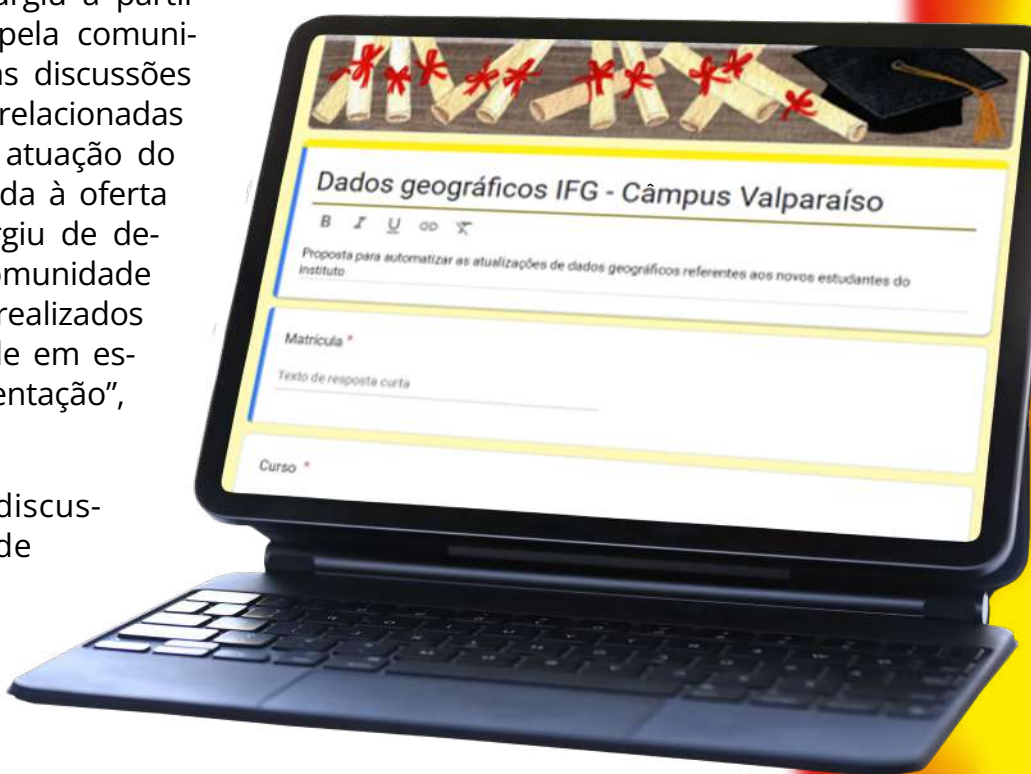 surgiu a partir
pela comuni-
as discussões
relacionadas
atuação do
da à oferta
rgiu de de-
omunidade
realizados
de em es-
entação”,
discus-
de
Dados geográficos IFG - Câmpus Valparaíso
B I U
Proposta para automatizar as atualizações de dados geográficos referentes aos novos estudantes do
instituto
Matrícula *
Texto de resposta curta
Curso *